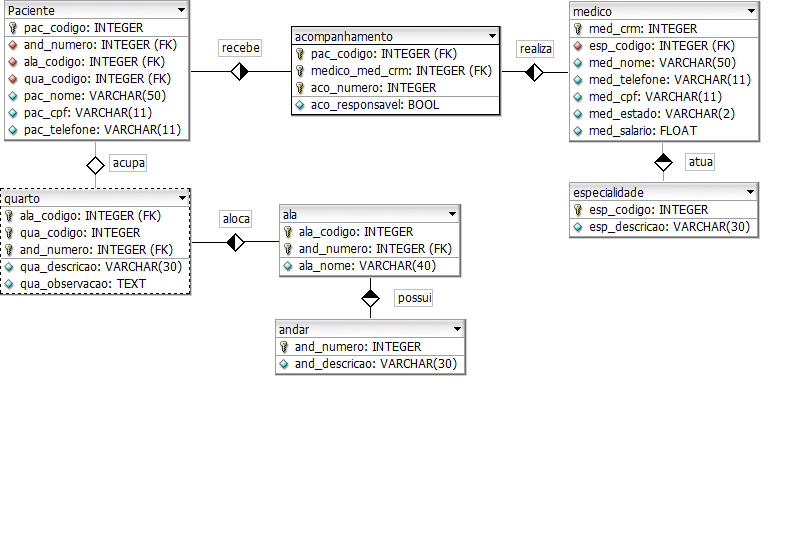 Paciente
pac_codigo: INTEGER
and_numero: INTEGER (FK)
ala_codigo: INTEGER (FK)
qua_codigo: INTEGER (FK)
pac_nome: VARCHAR(50)
pac_cpf: VARCHAR(11)
pac_telefone: VARCHAR(11)
recebe
acompanhamento
pac_codigo: INTEGER (FK)
medico_med_crm: INTEGER (FK)
aco_numero: INTEGER
aco_responsavel: BOOL
realiza
medico
med_crm: INTEGER
esp_codigo: INTEGER (FK)
med_nome: VARCHAR(50)
med_telefone: VARCHAR(11)
med_cpf: VARCHAR(11)
med_estado: VARCHAR(2)
med_salario: FLOAT
acupa
atua
quarto
ala_codigo: INTEGER (FK)
qua_codigo: INTEGER
and_numero: INTEGER (FK)
qua_descricao: VARCHAR(30)
qua_observacao: TEXT
aloca
ala
ala_codigo: INTEGER
and_numero: INTEGER (FK)
ala_nome: VARCHAR(40)
especialidade
esp_codigo: INTEGER
esp_descricao: VARCHAR(30)
possui
andar
and_numero: INTEGER
and_descricao: VARCHAR(30)